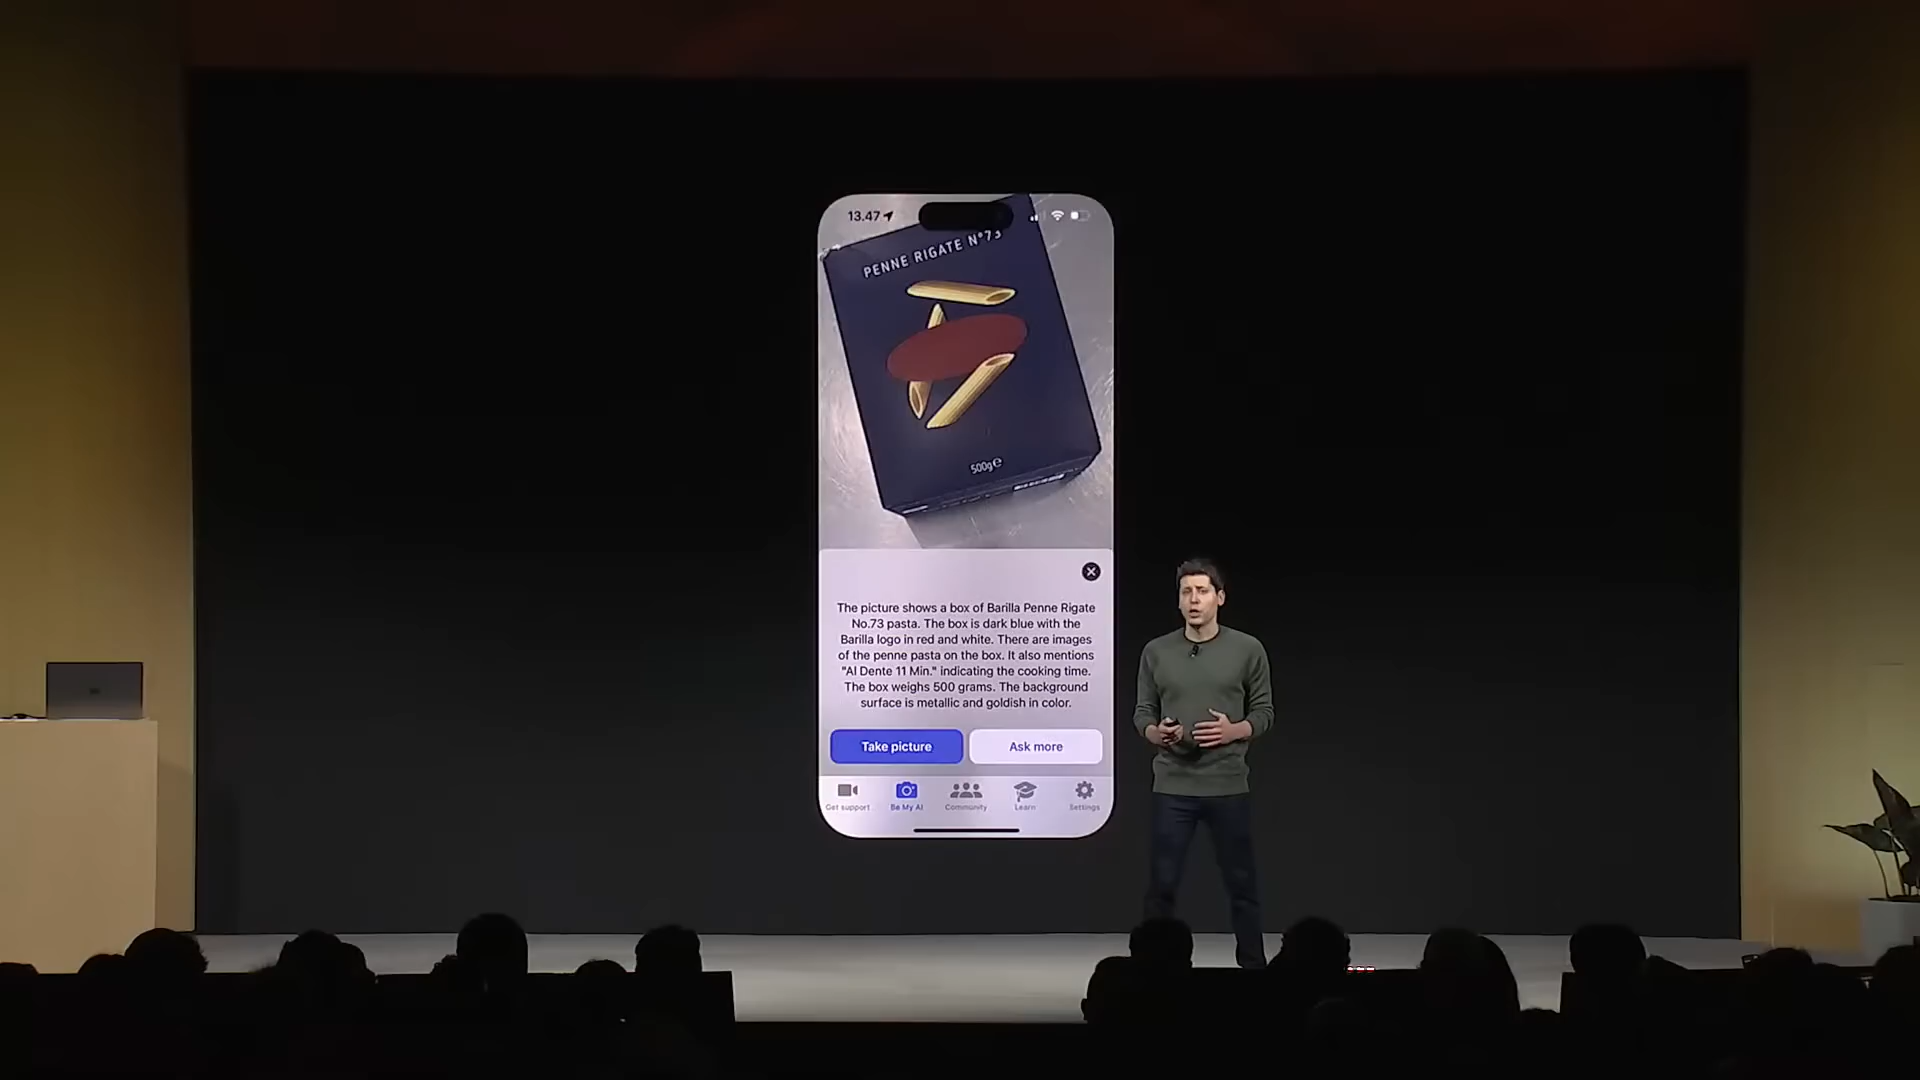 13.47
PENNE RIGATE N°73
500g℮
The picture shows a box of Barilla Penne Rigate
No.73 pasta. The box is dark blue with the
Barilla logo in red and white. There are images
of the penne pasta on the box. It also mentions
"Al Dente 11 Min." indicating the cooking time.
The box weighs 500 grams. The background
surface is metallic and goldish in color.
Take picture
Ask more
Get support
Be My AI
Community
Learn
Settings